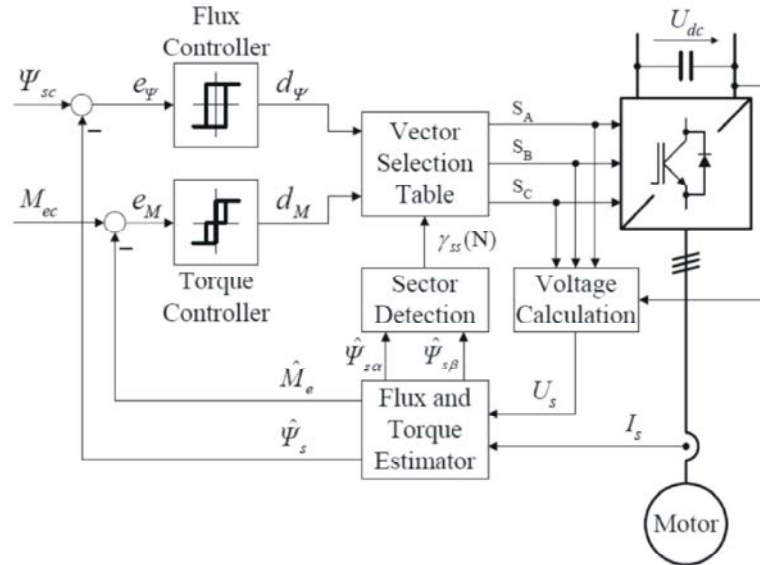 Flux
Controller
U_dc
Ψ_sc
e_Ψ
d_Ψ
Vector
Selection
Table
S_A
S_B
S_C
M_ec
e_M
d_M
Torque
Controller
γ_ss(N)
Sector
Detection
Voltage
Calculation
Ψ̂_sα
Ψ̂_sβ
M̂_e
Flux and
Torque
Estimator
U_s
Ψ̂_s
I_s
Motor